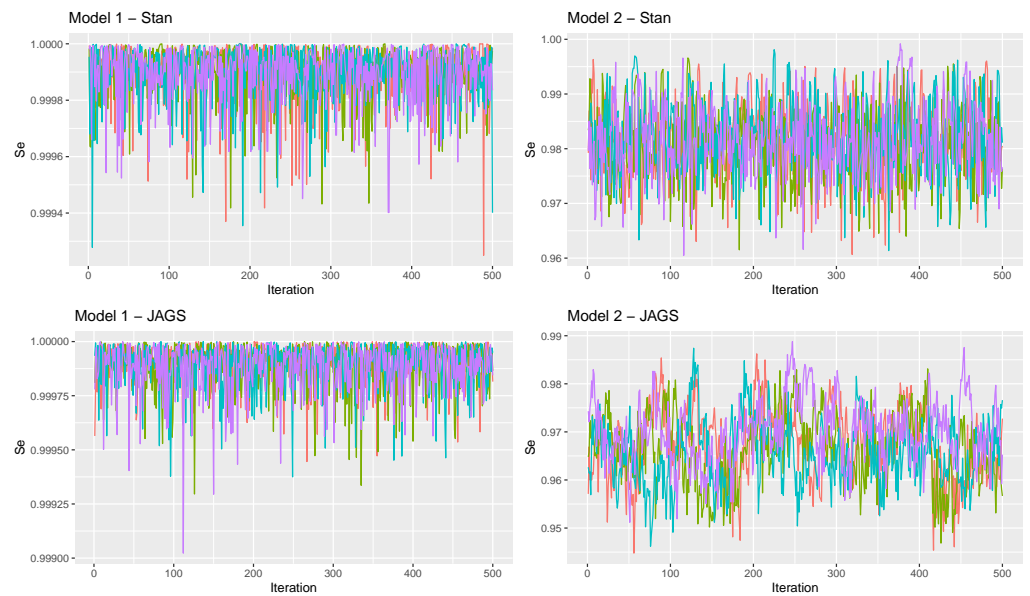 Model 1 – Stan
1.0000
0.9998
0.9996
0.9994
Se
0 100 200 300 400 500
Iteration
Model 2 – Stan
1.00
0.99
0.98
0.97
0.96
Se
0 100 200 300 400 500
Iteration
Model 1 – JAGS
1.00000
0.99975
0.99950
0.99925
0.99900
Se
0 100 200 300 400 500
Iteration
Model 2 – JAGS
0.99
0.98
0.97
0.96
0.95
Se
0 100 200 300 400 500
Iteration